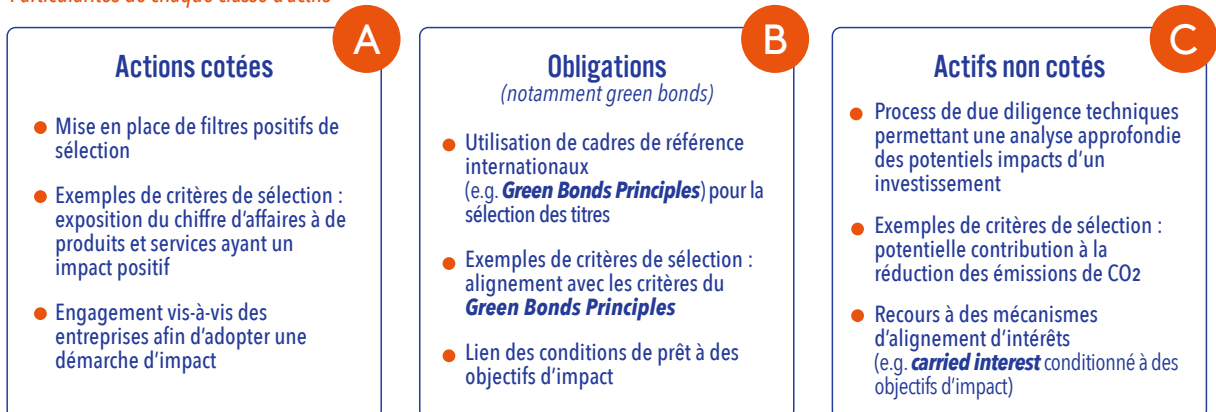 Particularités de chaque classe d'actifs
A
Actions cotées
Mise en place de filtres positifs de
sélection
Exemples de critères de sélection :
exposition du chiffre d'affaires à de
produits et services ayant un
impact positif
Engagement vis-à-vis des
entreprises afin d'adopter une
démarche d'impact
B
Obligations
(notamment green bonds)
Utilisation de cadres de référence
internationaux
(e.g. Green Bonds Principles) pour la
sélection des titres
Exemples de critères de sélection :
alignement avec les critères du
Green Bonds Principles
Lien des conditions de prêt à des
objectifs d'impact
C
Actifs non cotés
Process de due diligence techniques
permettant une analyse approfondie
des potentiels impacts d'un
investissement
Exemples de critères de sélection :
potentielle contribution à la
réduction des émissions de CO2
Recours à des mécanismes
d'alignement d'intérêts
(e.g. carried interest conditionné à des
objectifs d'impact)